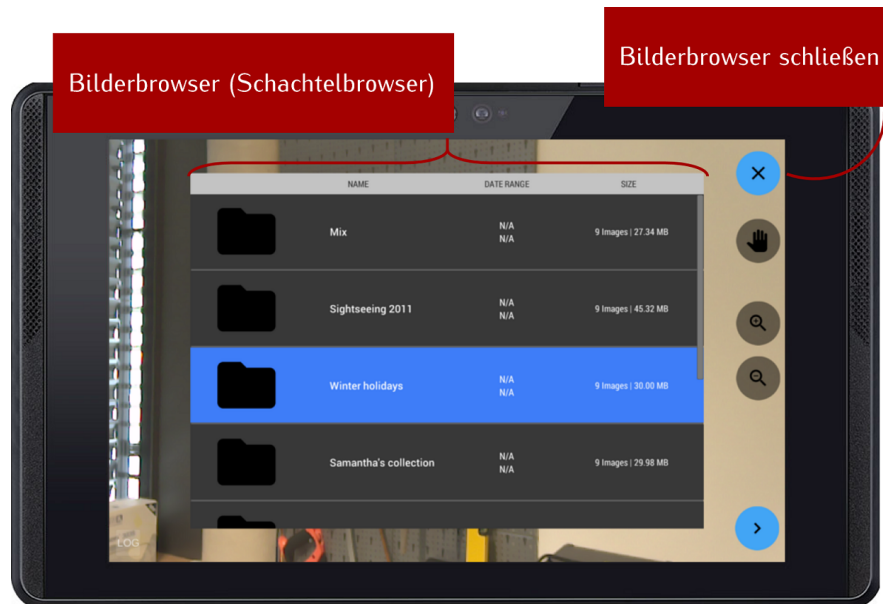 Bilderbrowser schließen
Bilderbrowser (Schachtelbrowser)
NAME DATE RANGE SIZE
Mix N/A 9 Images | 27.34 MB
N/A
Sightseeing 2011 N/A 9 Images | 45.32 MB
N/A
Winter holidays N/A 9 Images | 30.00 MB
N/A
Samantha's collection N/A 9 Images | 29.98 MB
N/A
LOG